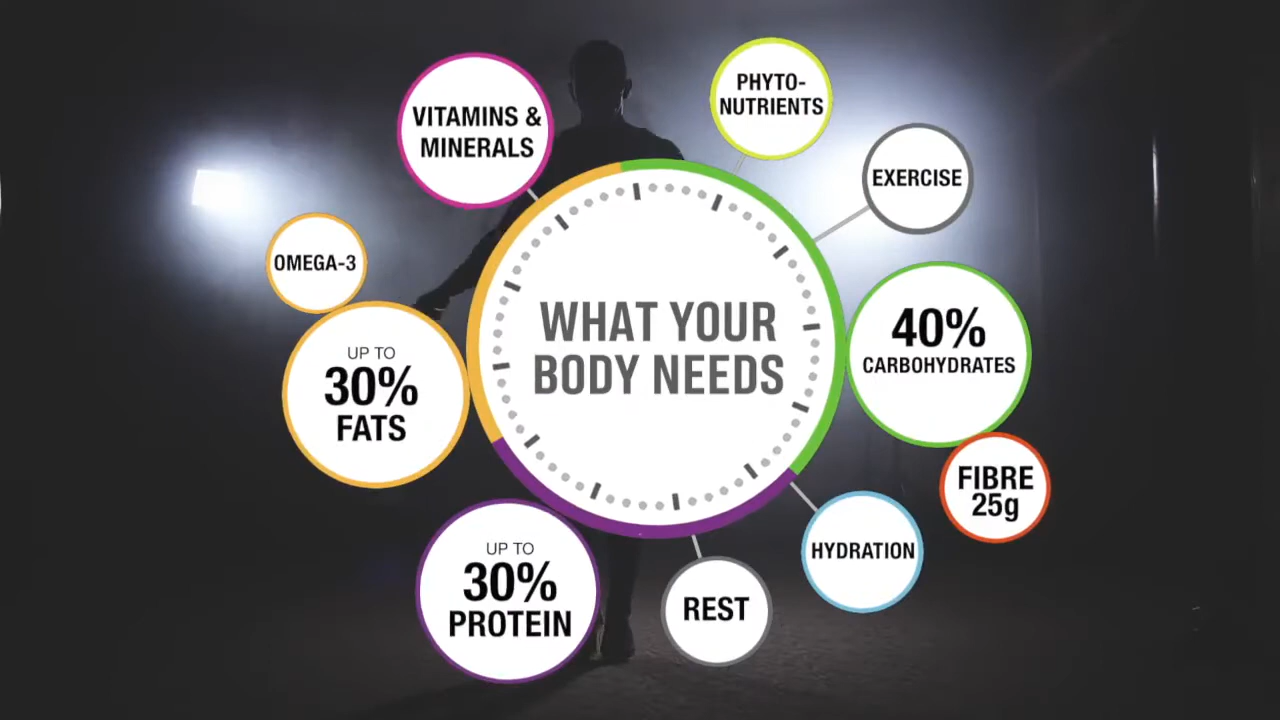 WHAT YOUR
BODY NEEDS
VITAMINS &
MINERALS
PHYTO-
NUTRIENTS
EXERCISE
40%
CARBOHYDRATES
FIBRE
25g
HYDRATION
REST
UP TO
30%
PROTEIN
UP TO
30%
FATS
OMEGA-3